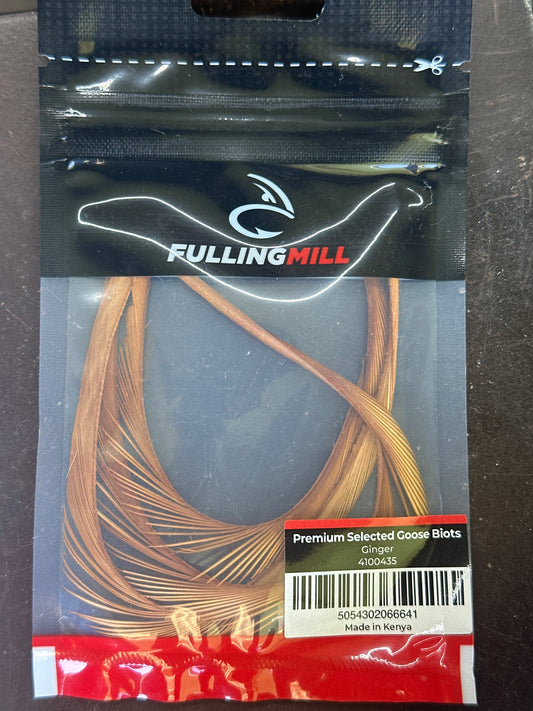 FULLINGMILL
Premium Selected Goose Biots
Ginger
4100435
5054302066641
Made in Kenya